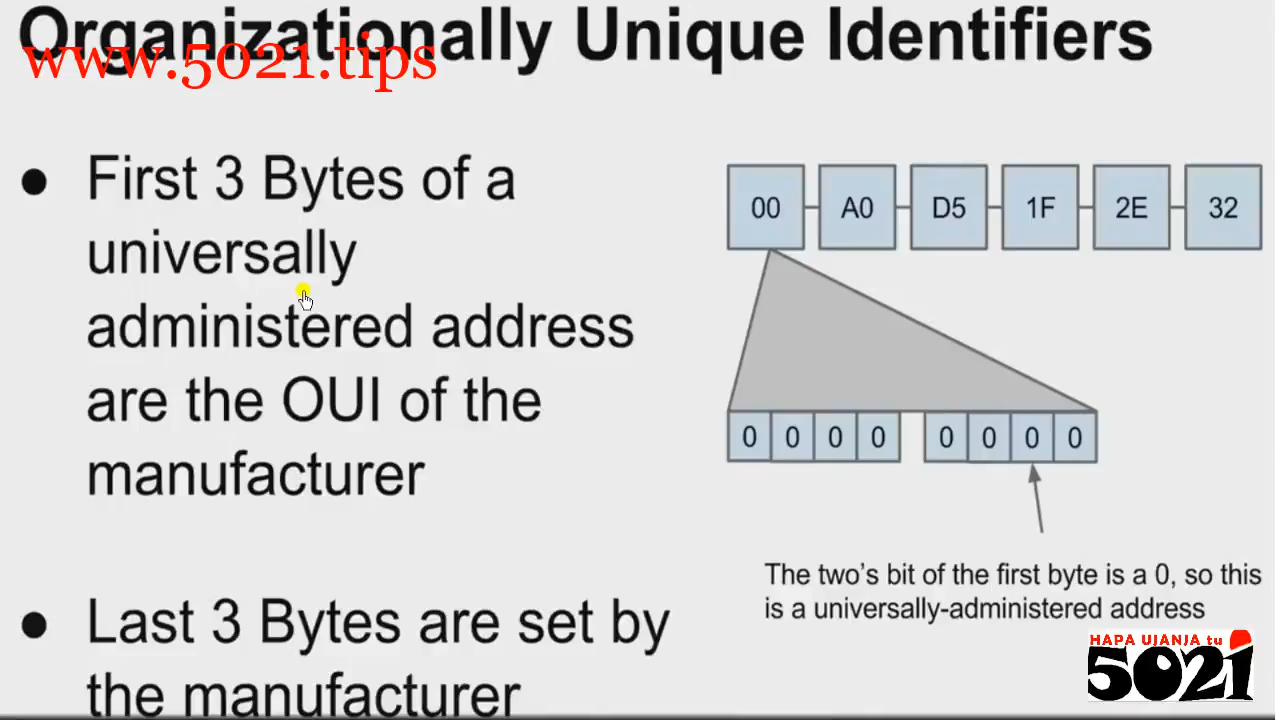 Organizationally Unique Identifiers
www.5021.tips
● First 3 Bytes of a
universally
administered address
are the OUI of the
manufacturer
● Last 3 Bytes are set by
the manufacturer
00 A0 D5 1F 2E 32
0 0 0 0 0 0 0 0
The two's bit of the first byte is a 0, so this
is a universally-administered address
HAPA UJANJA tu
5021